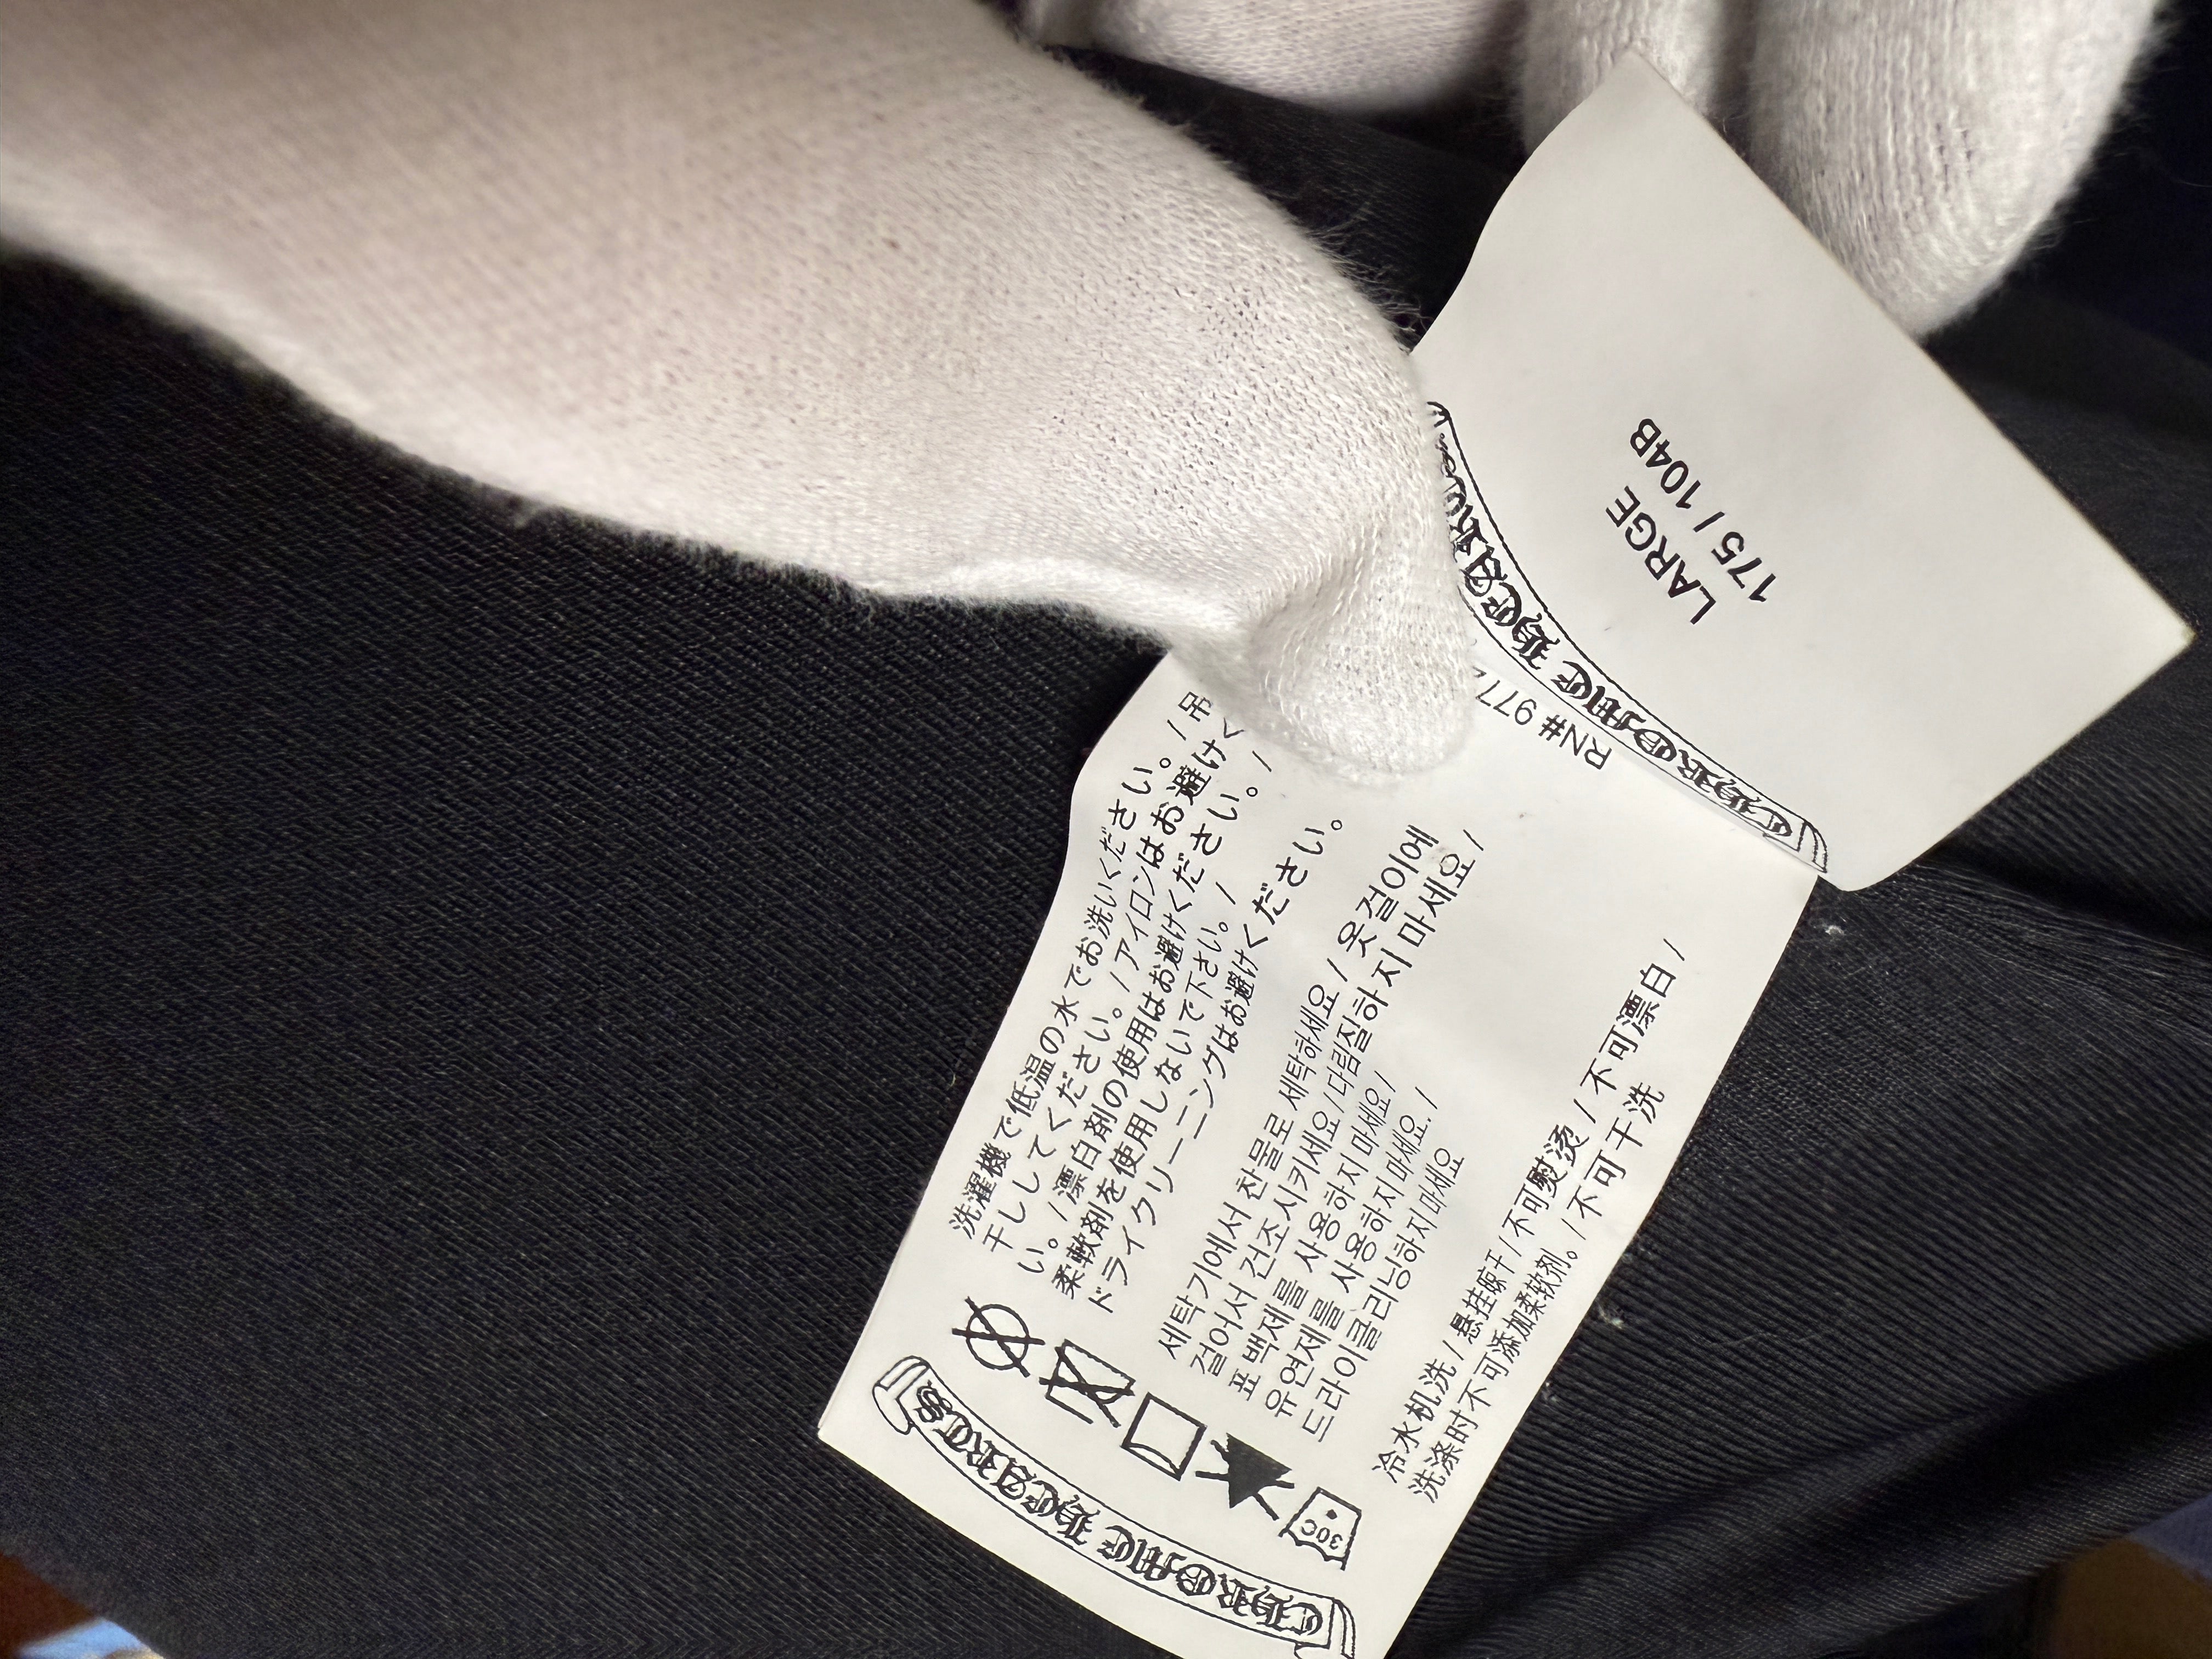 LARGE
175 / 104B
CHROME HEARTS
RN# 977
CHROME HEARTS
30C
洗濯機で低温の水でお洗いください。 / 吊
干ししてください。 / アイロンはお避けく
い。 / 漂白剤の使用はお避けください。 /
柔軟剤を使用しないで下さい。 /
ドライクリーニングはお避けください。
세탁기에서 찬물로 세탁하세요 / 옷걸이에
걸어서 건조시키세요 / 다림질하지 마세요 /
표백제를 사용하지 마세요 /
유연제를 사용하지 마세요. /
드라이클리닝하지 마세요
冷水机洗 / 悬挂晾干 / 不可熨烫 / 不可漂白 /
洗涤时不可添加柔软剂。 / 不可干洗